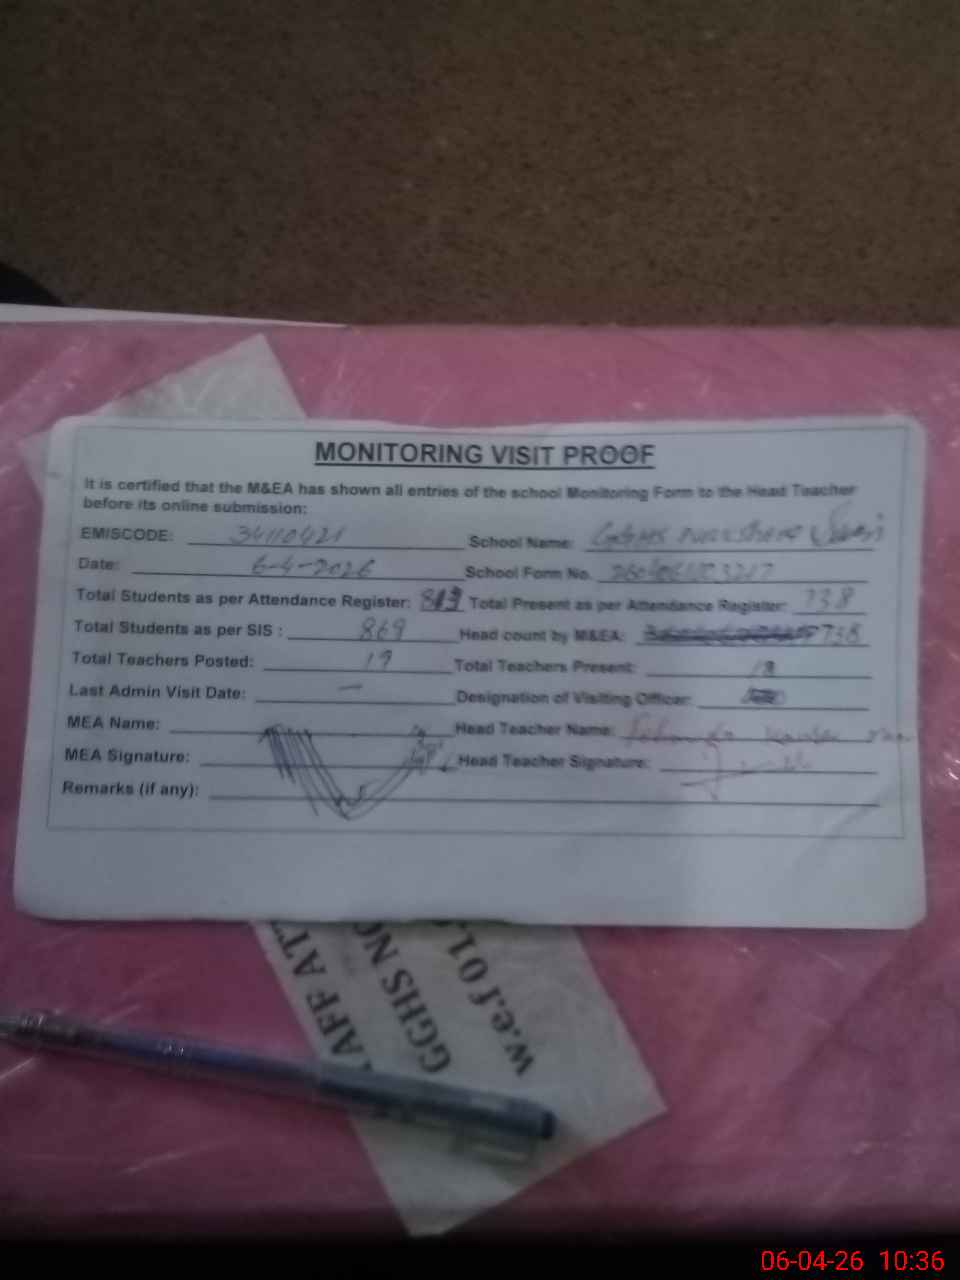 MONITORING VISIT PROOF
It is certified that the M&EA has shown all entries of the school Monitoring Form to the Head Teacher
before its online submission:
EMISCODE: 34110421 School Name: GGHS
Date: 6-4-2026 School Form No.
Total Students as per Attendance Register: Total Present as per Attendance Register: 738
Total Students as per SIS : 869 Head count by M&EA: 738
Total Teachers Posted: 19 Total Teachers Present: 18
Last Admin Visit Date: — Designation of Visiting Officer:
MEA Name: Head Teacher Name:
MEA Signature: Head Teacher Signature:
Remarks (if any):
AFF AT
GGHS NO
w.e.f 01.
06-04-26 10:36